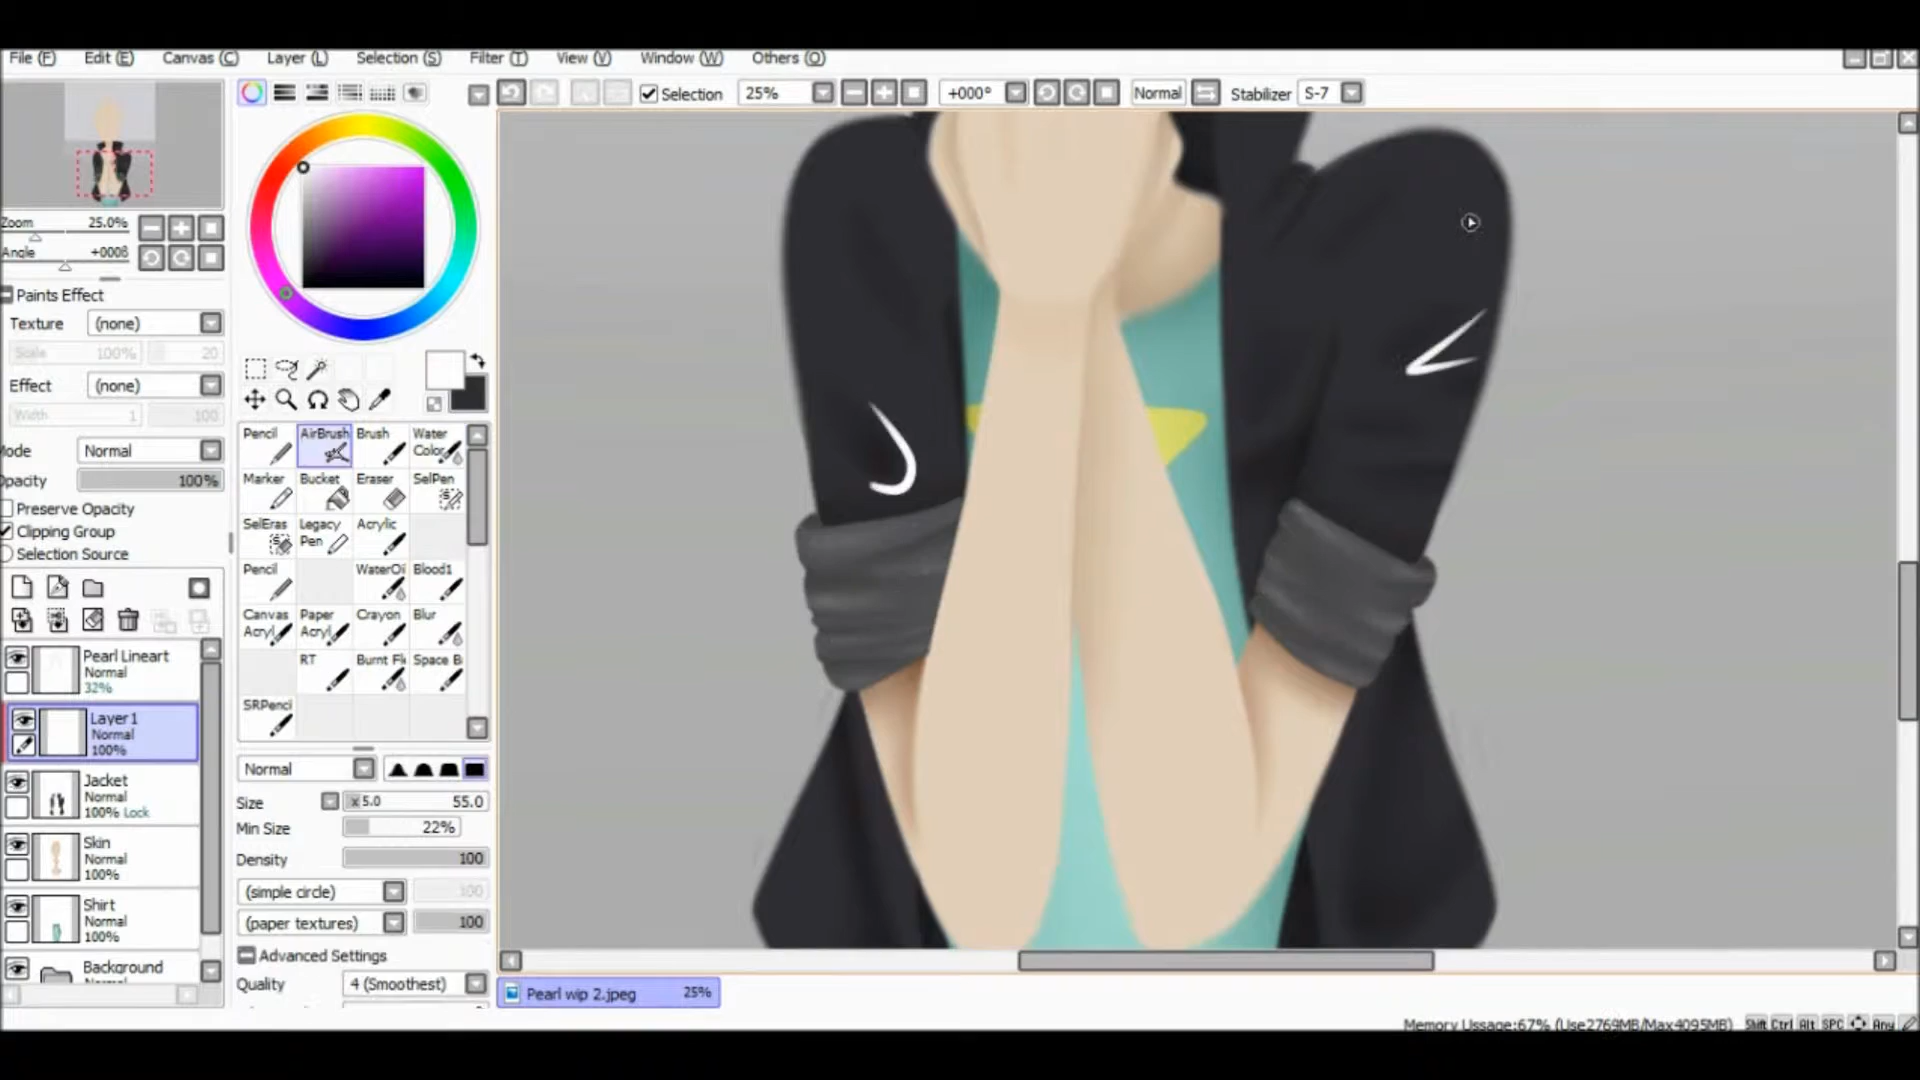 File (F) Edit (E) Canvas (C) Layer (L) Selection (S) Filter (T) View (V) Window (W) Others (O)
Selection 25% +000° Normal Stabilizer S-7
Zoom 25.0%
Angle
Paints Effect
Texture (none)
Scale 100% 20
Effect (none)
Width 1 100
Mode Normal
Opacity 100%
Preserve Opacity
Clipping Group
Selection Source
Pearl Lineart
Normal
32%
Layer1
Normal
100%
Jacket
Normal
100% Lock
Skin
Normal
100%
Shirt
Normal
100%
Background
Pencil AirBrush Brush Water Color
Marker Bucket Eraser SelPen
SelEras Legacy Pen Acrylic
Pencil WaterOi Blood1
Canvas Acryl Paper Acryl Crayon Blur
RT Burnt Fl Space B
SRPenci
Normal
Size x5.0 55.0
Min Size 22%
Density 100
(simple circle) 100
(paper textures) 100
Advanced Settings
Quality 4 (Smoothest)
Pearl wip 2.jpeg 25%
Memory Ussage:67% (Use2769MB/Max4095MB) Shift Ctrl Alt SPC Any